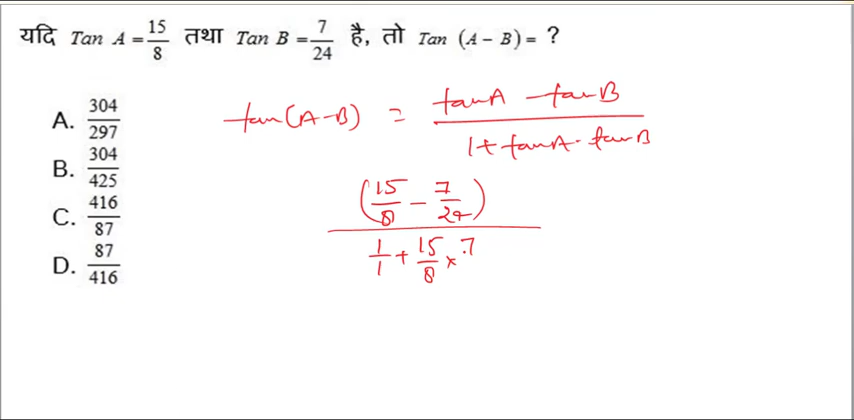 यदि Tan A = 15/8 तथा Tan B = 7/24 है, तो Tan (A – B) = ?
A. 304/297
B. 304/425
C. 416/87
D. 87/416
tan(A-B) = (tanA - tanB)/(1+ tanA · tanB)
(15/8 - 7/24)
1/1 + 15/8 × 7